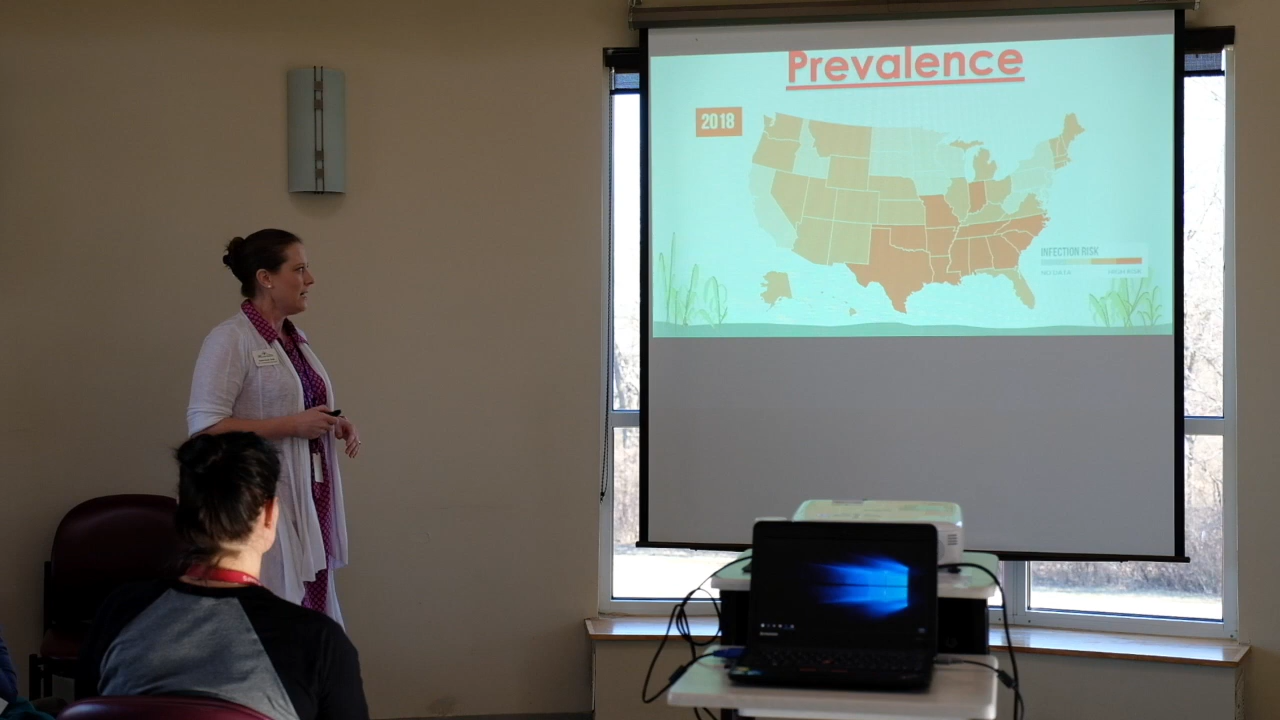 Prevalence
2018
INFECTION RISK
NO DATA
HIGH RISK